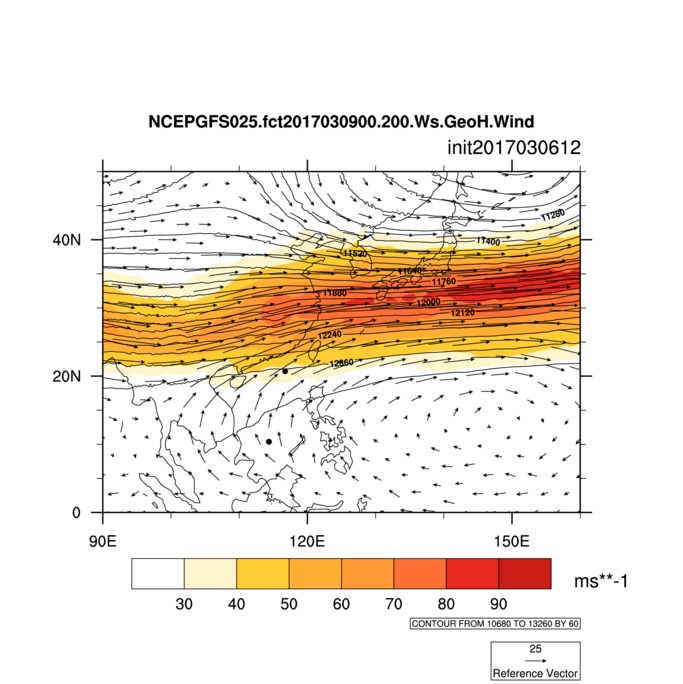 NCEPGFS025.fct2017030900.200.Ws.GeoH.Wind
init2017030612
11280
40N
11400
11520
11640
11760
11880
12000
12120
12240
12360
20N
0
90E 120E 150E
ms**-1
30 40 50 60 70 80 90
CONTOUR FROM 10680 TO 13260 BY 60
25
Reference Vector